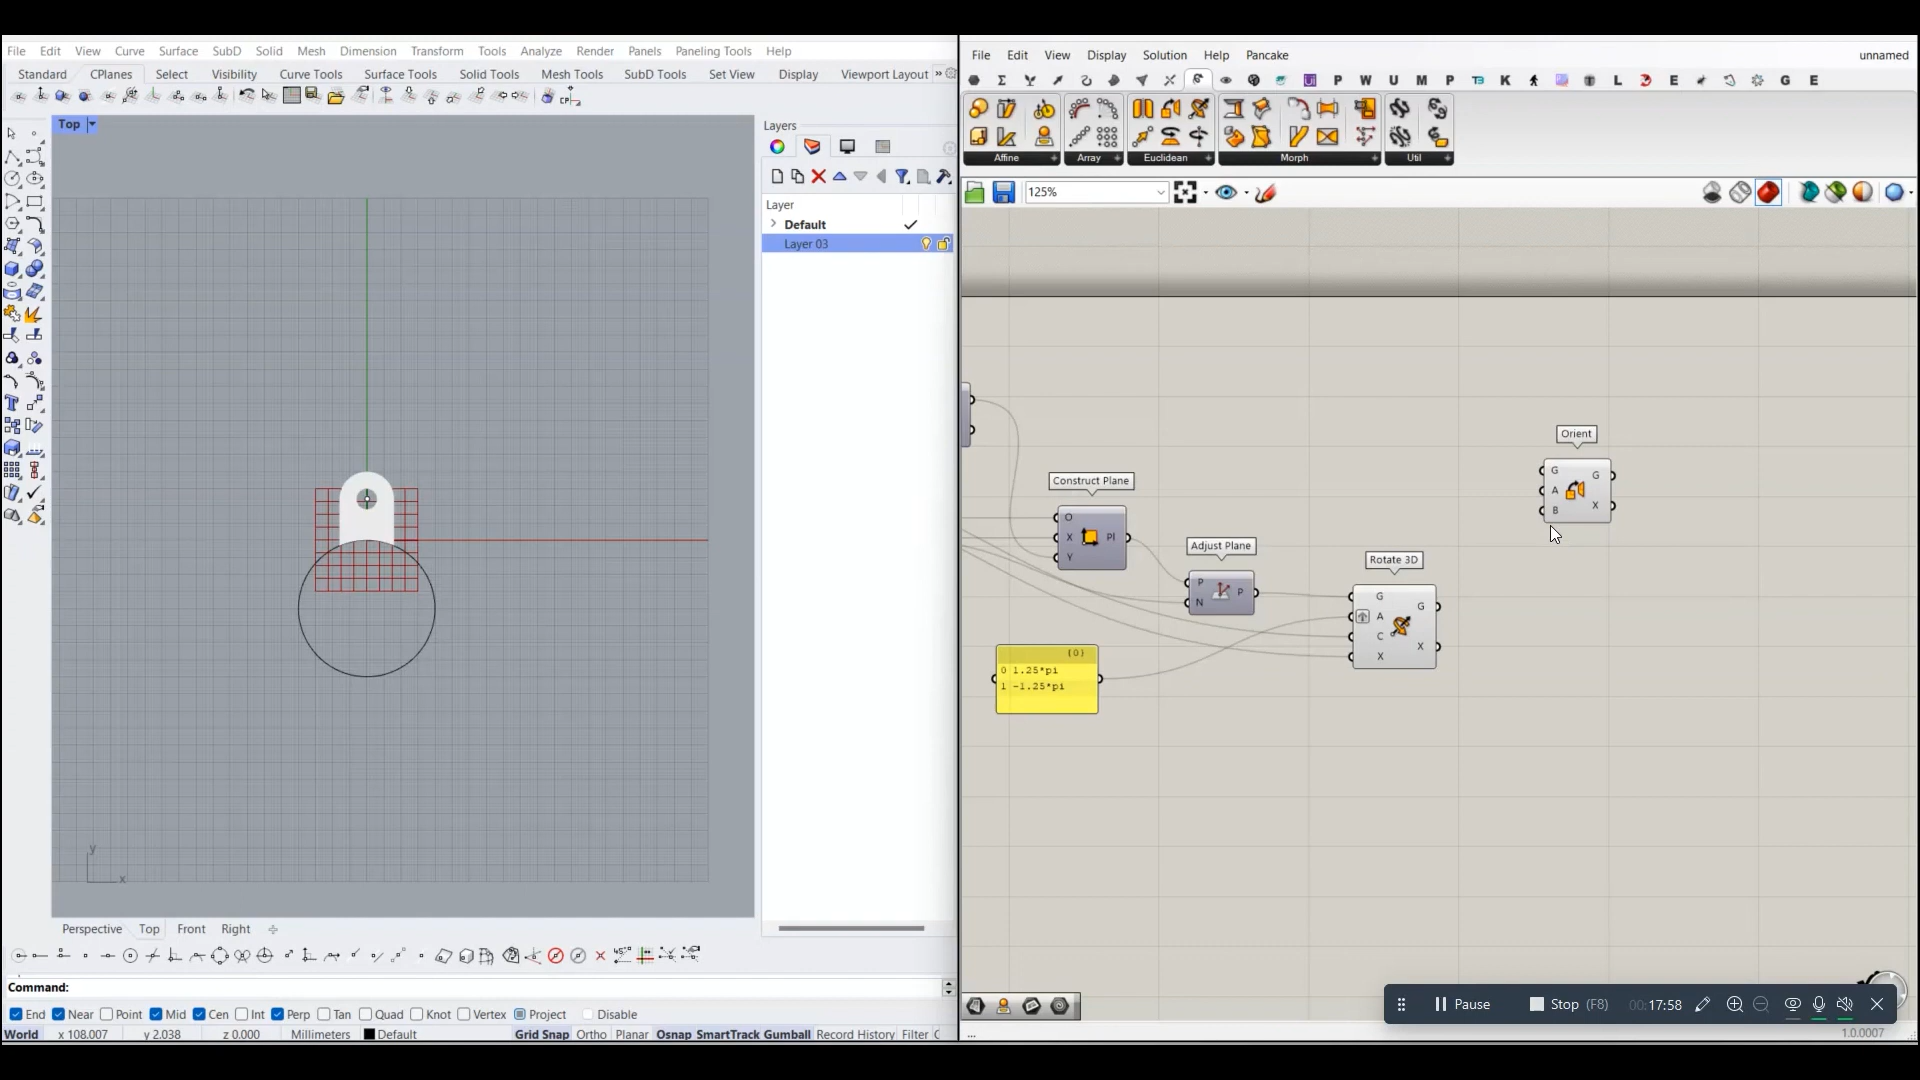 File Edit View Curve Surface SubD Solid Mesh Dimension Transform Tools Analyze Render Panels Paneling Tools Help
Standard CPlanes Select Visibility Curve Tools Surface Tools Solid Tools Mesh Tools SubD Tools Set View Display Viewport Layout »
Top
y
x
Perspective Top Front Right
Command:
End Near Point Mid Cen Int Perp Tan Quad Knot Vertex Project Disable
World x 108.007 y 2.038 z 0.000 Millimeters Default Grid Snap Ortho Planar Osnap SmartTrack Gumball Record History Filter C
Layers
Layer
Default
Layer 03
File Edit View Display Solution Help Pancake unnamed
P W U M P K L E G E
Affine Array Euclidean Morph Util
125%
Orient
G G
A
B X
Construct Plane
O
X Pl
Y
Adjust Plane
P P
N
Rotate 3D
G G
A
C X
X
{0}
0 1.25*pi
1 -1.25*pi
Pause Stop (F8) 00:17:58
...
1.0.0007